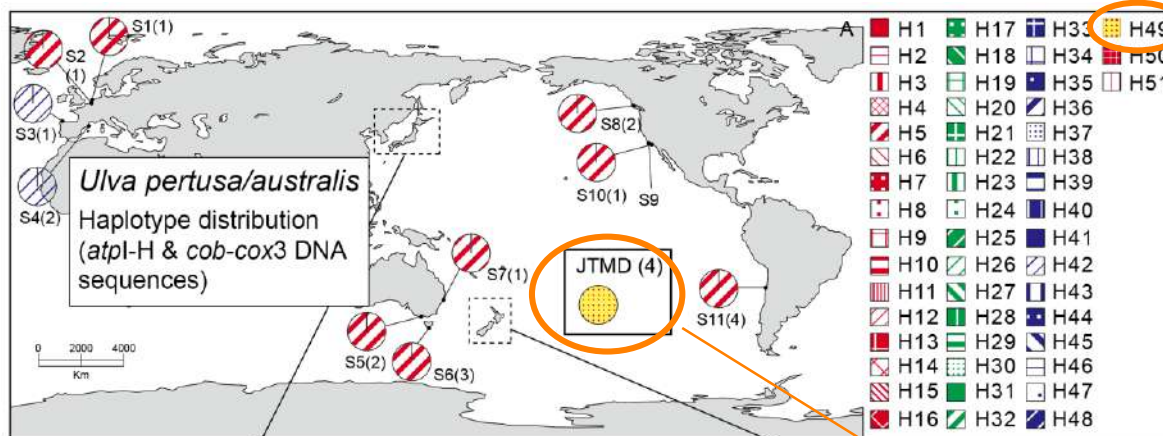 S1(1)
S2
(1)
S3(1)
S4(2)
Ulva pertusa/australis
Haplotype distribution
(atpI-H & cob-cox3 DNA
sequences)
0 2000 4000
Km
S5(2)
S6(3)
S7(1)
S8(2)
S10(1)
S9
JTMD (4)
S11(4)
A
H1
H2
H3
H4
H5
H6
H7
H8
H9
H10
H11
H12
H13
H14
H15
H16
H17
H18
H19
H20
H21
H22
H23
H24
H25
H26
H27
H28
H29
H30
H31
H32
H33
H34
H35
H36
H37
H38
H39
H40
H41
H42
H43
H44
H45
H46
H47
H48
H49
H50
H51